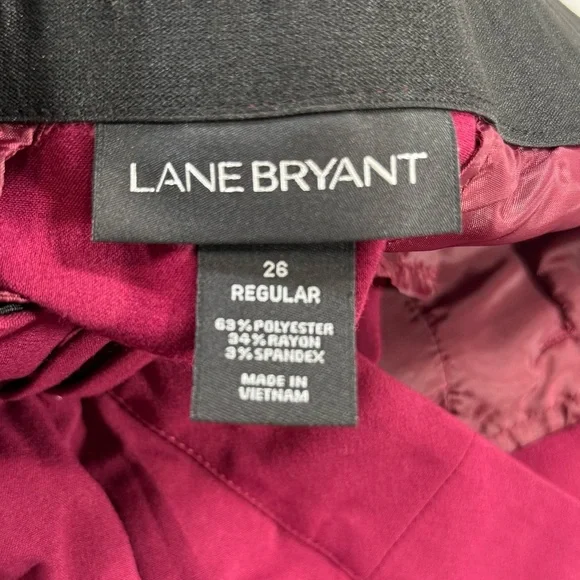 LANE BRYANT
26
REGULAR
63%POLYESTER
34%RAYON
3%SPANDEX
MADE IN
VIETNAM